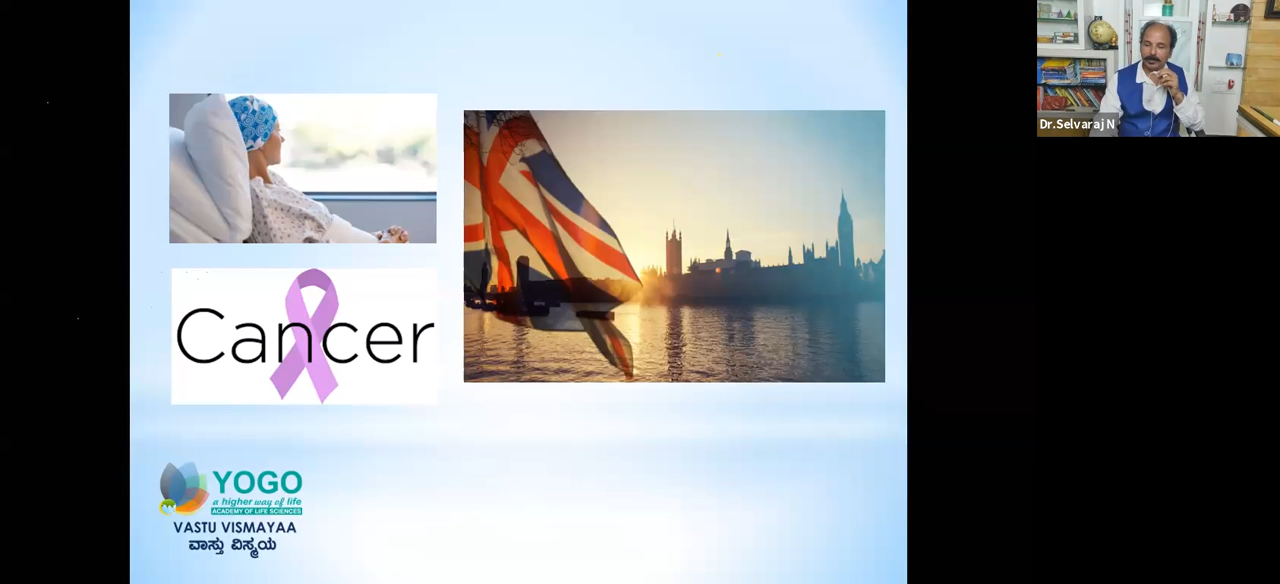 Dr.Selvaraj N
Cancer
YOGO
a higher way of life
ACADEMY OF LIFE SCIENCES
VASTU VISMAYAA
ವಾಸ್ತು ವಿಸ್ಮಯ